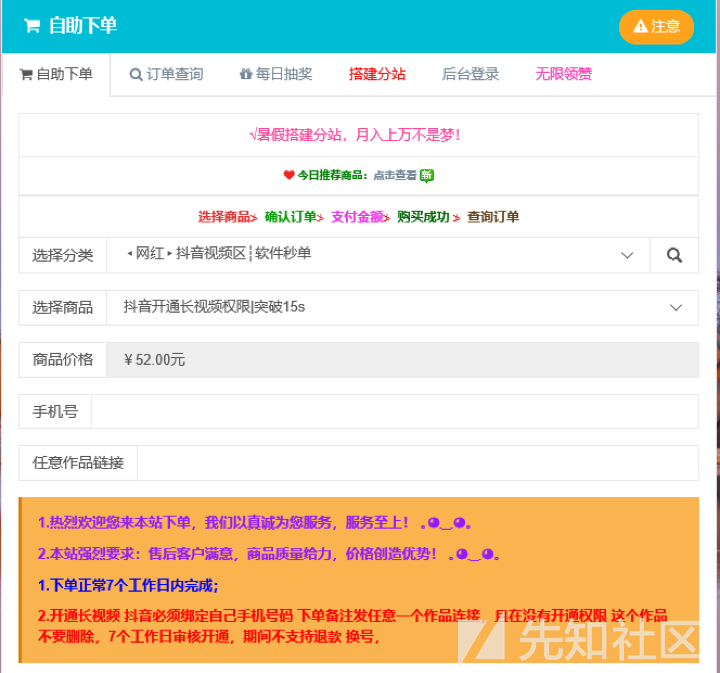 自助下单
注意
自助下单 订单查询 每日抽奖 搭建分站 后台登录 无限领赞
√暑假搭建分站，月入上万不是梦！
今日推荐商品：点击查看 新
选择商品> 确认订单> 支付金额> 购买成功 > 查询订单
选择分类 ◂网红▸抖音视频区┆软件秒单
选择商品 抖音开通长视频权限|突破15s
商品价格 ￥52.00元
手机号
任意作品链接
1.热烈欢迎您来本站下单，我们以真诚为您服务，服务至上！ 。◕‿◕。
2.本站强烈要求：售后客户满意，商品质量给力，价格创造优势！ 。◕‿◕。
1.下单正常7个工作日内完成；
2.开通长视频 抖音必须绑定自己手机号码 下单备注发任意一个作品连接 且在没有开通权限 这个作品
不要删除，7个工作日审核开通，期间不支持退款 换号，
先知社区